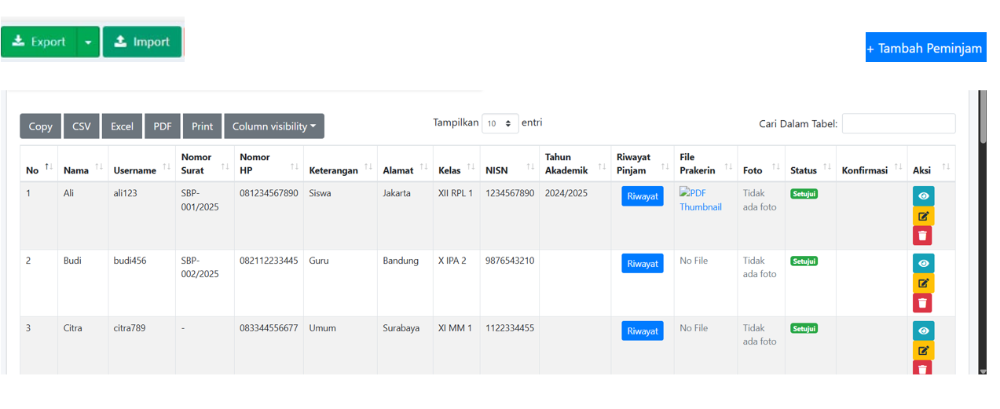 Export
Import
+ Tambah Peminjam
Copy CSV Excel PDF Print Column visibility
Tampilkan 10 entri
Cari Dalam Tabel:
No Nama Username Nomor Surat Nomor HP Keterangan Alamat Kelas NISN Tahun Akademik Riwayat Pinjam File Prakerin Foto Status Konfirmasi Aksi
1 Ali ali123 SBP-001/2025 081234567890 Siswa Jakarta XII RPL 1 1234567890 2024/2025 Riwayat PDF Thumbnail Tidak ada foto Setujui
2 Budi budi456 SBP-002/2025 082112233445 Guru Bandung X IPA 2 9876543210 Riwayat No File Tidak ada foto Setujui
3 Citra citra789 - 083344556677 Umum Surabaya XI MM 1 1122334455 Riwayat No File Tidak ada foto Setujui